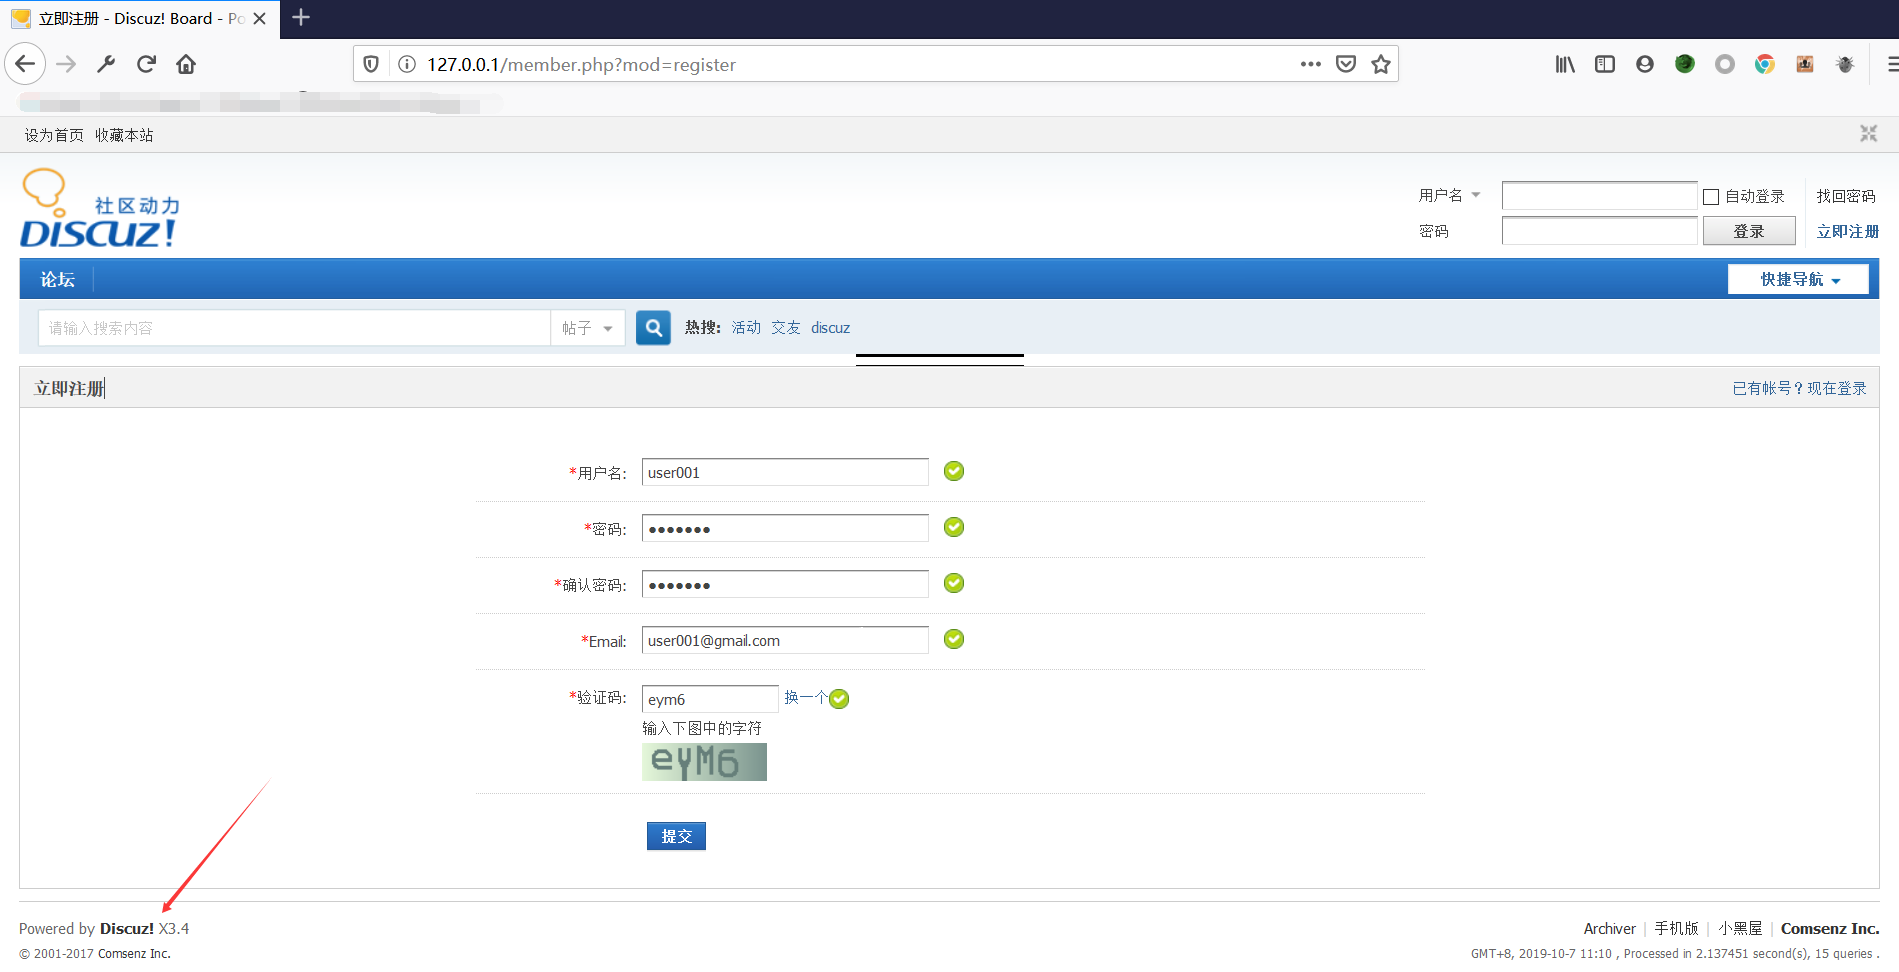 立即注册 - Discuz! Board - Po
127.0.0.1/member.php?mod=register
设为首页 收藏本站
社区动力
DISCUZ!
用户名 自动登录 找回密码
密码 登录 立即注册
论坛 快捷导航
请输入搜索内容 帖子 热搜: 活动 交友 discuz
立即注册 已有帐号？现在登录
*用户名: user001
*密码: ●●●●●●●
*确认密码: ●●●●●●●
*Email: user001@gmail.com
*验证码: eym6 换一个
输入下图中的字符
eyM6
提交
Powered by Discuz! X3.4 Archiver | 手机版 | 小黑屋 | Comsenz Inc.
© 2001-2017 Comsenz Inc. GMT+8, 2019-10-7 11:10 , Processed in 2.137451 second(s), 15 queries .